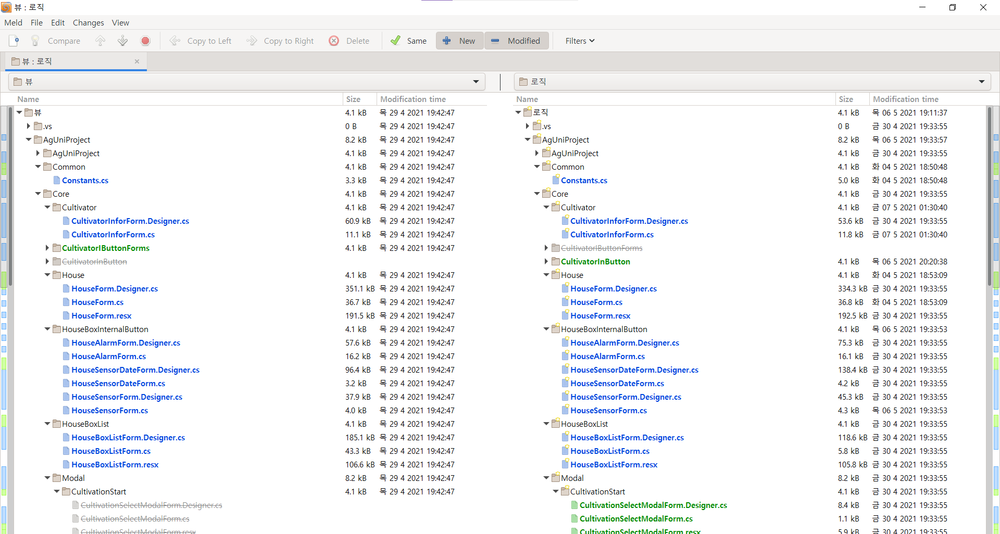 뷰 : 로직
Meld File Edit Changes View
Compare Copy to Left Copy to Right Delete Same New Modified Filters
뷰 : 로직
뷰 로직
Name Size Modification time Name Size Modification time
뷰 4.1 kB 목 29 4 2021 19:42:47 로직 4.1 kB 목 06 5 2021 19:11:37
.vs 0 B 목 29 4 2021 19:42:47 .vs 0 B 금 30 4 2021 19:33:55
AgUniProject 8.2 kB 목 29 4 2021 19:42:47 AgUniProject 8.2 kB 목 06 5 2021 19:33:57
AgUniProject 4.1 kB 목 29 4 2021 19:42:47 AgUniProject 4.1 kB 금 30 4 2021 19:33:55
Common 4.1 kB 목 29 4 2021 19:42:47 Common 4.1 kB 화 04 5 2021 18:50:48
Constants.cs 3.3 kB 목 29 4 2021 19:42:47 Constants.cs 5.0 kB 화 04 5 2021 18:50:48
Core 4.1 kB 목 29 4 2021 19:42:47 Core 4.1 kB 금 30 4 2021 19:33:55
Cultivator 4.1 kB 목 29 4 2021 19:42:47 Cultivator 4.1 kB 금 07 5 2021 01:30:40
CultivatorInforForm.Designer.cs 60.9 kB 목 29 4 2021 19:42:47 CultivatorInforForm.Designer.cs 53.6 kB 금 30 4 2021 19:33:55
CultivatorInforForm.cs 11.1 kB 목 29 4 2021 19:42:47 CultivatorInforForm.cs 11.8 kB 금 07 5 2021 01:30:40
CultivatorIButtonForms 4.1 kB 목 29 4 2021 19:42:47 CultivatorIButtonForms
CultivatorInButton CultivatorInButton 4.1 kB 목 06 5 2021 20:20:38
House 4.1 kB 목 29 4 2021 19:42:47 House 4.1 kB 화 04 5 2021 18:53:09
HouseForm.Designer.cs 351.1 kB 목 29 4 2021 19:42:47 HouseForm.Designer.cs 334.3 kB 금 30 4 2021 19:33:55
HouseForm.cs 36.7 kB 목 29 4 2021 19:42:47 HouseForm.cs 36.8 kB 화 04 5 2021 18:53:09
HouseForm.resx 191.5 kB 목 29 4 2021 19:42:47 HouseForm.resx 192.5 kB 금 30 4 2021 19:33:55
HouseBoxInternalButton 4.1 kB 목 29 4 2021 19:42:47 HouseBoxInternalButton 4.1 kB 목 06 5 2021 19:33:53
HouseAlarmForm.Designer.cs 57.6 kB 목 29 4 2021 19:42:47 HouseAlarmForm.Designer.cs 75.3 kB 금 30 4 2021 19:33:55
HouseAlarmForm.cs 16.2 kB 목 29 4 2021 19:42:47 HouseAlarmForm.cs 16.1 kB 금 30 4 2021 19:33:55
HouseSensorDateForm.Designer.cs 96.4 kB 목 29 4 2021 19:42:47 HouseSensorDateForm.Designer.cs 138.4 kB 금 30 4 2021 19:33:55
HouseSensorDateForm.cs 3.2 kB 목 29 4 2021 19:42:47 HouseSensorDateForm.cs 4.2 kB 금 30 4 2021 19:33:55
HouseSensorForm.Designer.cs 37.9 kB 목 29 4 2021 19:42:47 HouseSensorForm.Designer.cs 45.3 kB 금 30 4 2021 19:33:55
HouseSensorForm.cs 4.0 kB 목 29 4 2021 19:42:47 HouseSensorForm.cs 4.3 kB 목 06 5 2021 19:33:53
HouseBoxList 4.1 kB 목 29 4 2021 19:42:47 HouseBoxList 4.1 kB 금 30 4 2021 19:33:55
HouseBoxListForm.Designer.cs 185.1 kB 목 29 4 2021 19:42:47 HouseBoxListForm.Designer.cs 118.6 kB 금 30 4 2021 19:33:55
HouseBoxListForm.cs 43.3 kB 목 29 4 2021 19:42:47 HouseBoxListForm.cs 5.8 kB 금 30 4 2021 19:33:55
HouseBoxListForm.resx 106.6 kB 목 29 4 2021 19:42:47 HouseBoxListForm.resx 105.8 kB 금 30 4 2021 19:33:55
Modal 8.2 kB 목 29 4 2021 19:42:47 Modal 8.2 kB 금 30 4 2021 19:33:55
CultivationStart 4.1 kB 목 29 4 2021 19:42:47 CultivationStart 4.1 kB 금 30 4 2021 19:33:55
CultivationSelectModalForm.Designer.cs CultivationSelectModalForm.Designer.cs 8.4 kB 금 30 4 2021 19:33:55
CultivationSelectModalForm.cs CultivationSelectModalForm.cs 1.1 kB 금 30 4 2021 19:33:55
CultivationSelectModalForm.resx CultivationSelectModalForm.resx 5.9 kB 금 30 4 2021 19:33:55